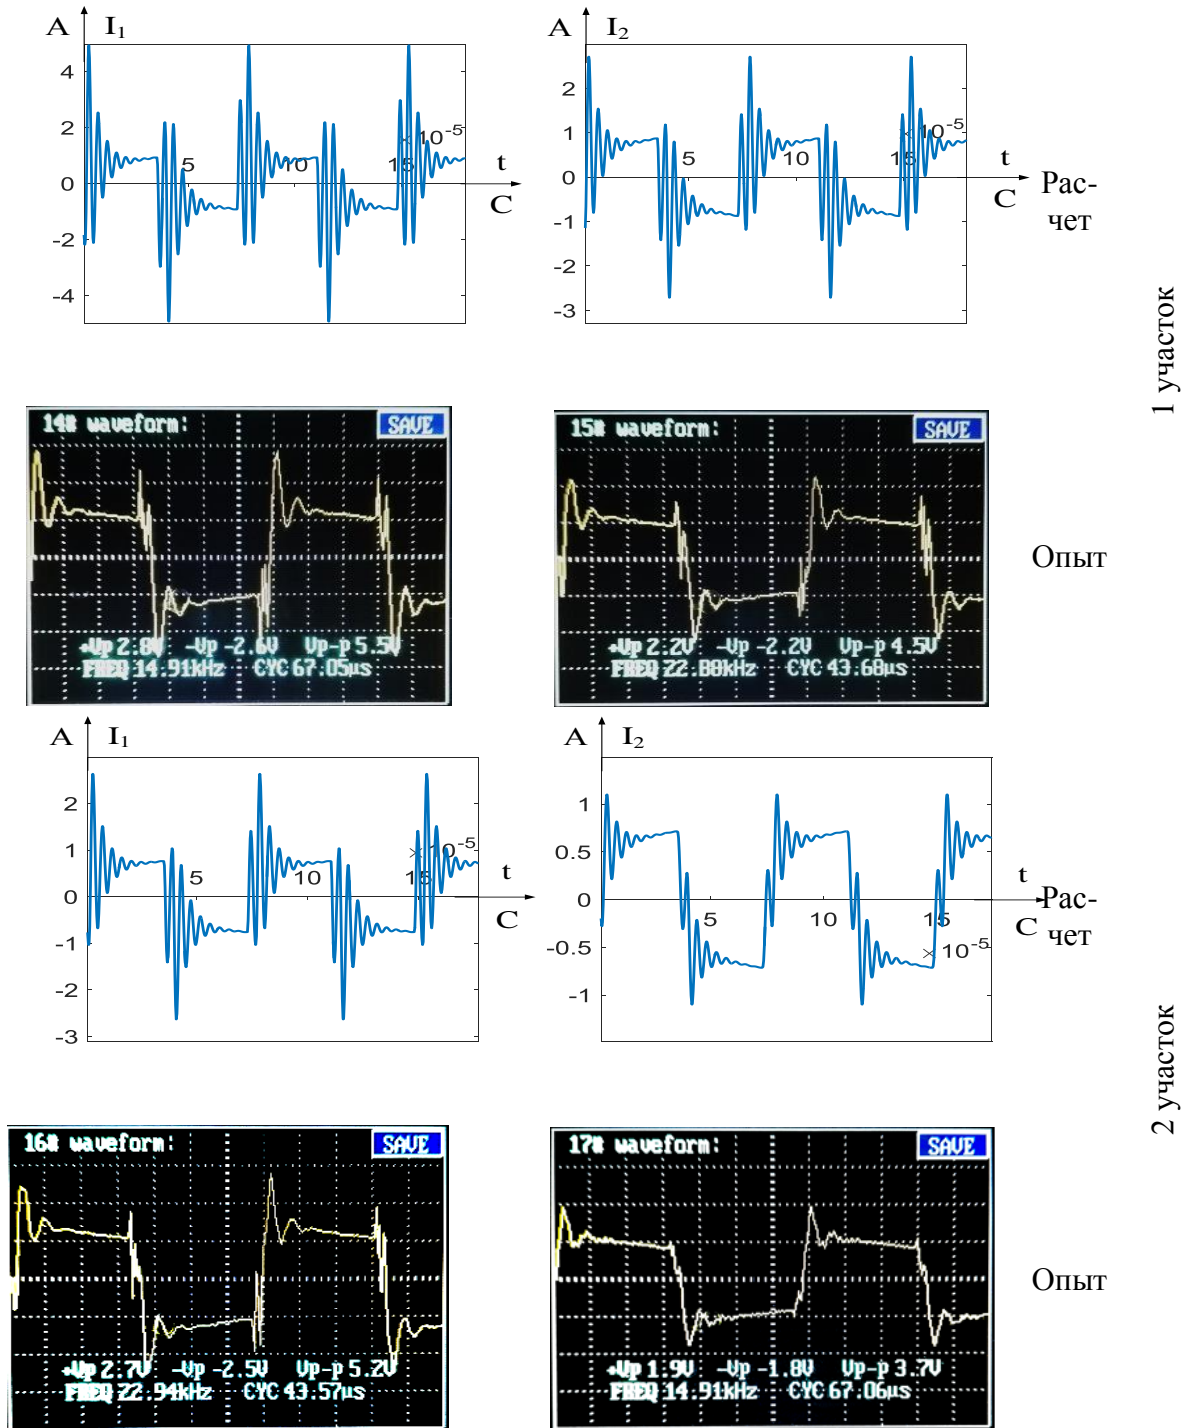 A I₁
4
2
0
-2
-4
5
10
15
× 10⁻⁵
t
C
A I₂
2
1
0
-1
-2
-3
5
10
15
× 10⁻⁵
t
C
Рас-
чет
1 участок
14# waveform: SAVE
+Vp 2.8V -Vp -2.6V Vp-p 5.5V
FREQ 14.91kHz CYC 67.05μs
15# waveform: SAVE
+Vp 2.2V -Vp -2.2V Vp-p 4.5V
FREQ 22.88kHz CYC 43.68μs
Опыт
A I₁
2
1
0
-1
-2
-3
5
10
15
× 10⁻⁵
t
C
A I₂
1
0.5
0
-0.5
-1
5
10
15
× 10⁻⁵
t
C
Рас-
чет
2 участок
16# waveform: SAVE
+Vp 2.7V -Vp -2.5V Vp-p 5.2V
FREQ 22.94kHz CYC 43.57μs
17# waveform: SAVE
+Vp 1.9V -Vp -1.8V Vp-p 3.7V
FREQ 14.91kHz CYC 67.06μs
Опыт